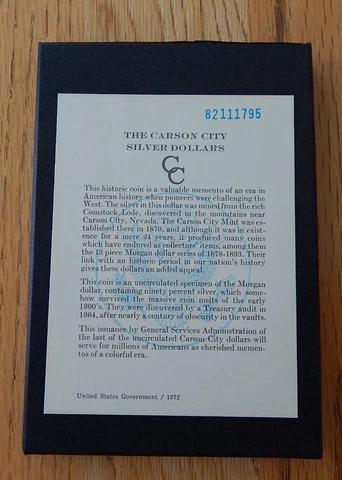 82111795
THE CARSON CITY
SILVER DOLLARS
CC
This historic coin is a valuable memento of an era in
American history when pioneers were challenging the
West. The silver in this dollar was mined from the rich
Comstock Lode, discovered in the mountains near
Carson City, Nevada. The Carson City Mint was es-
tablished there in 1870, and although it was in exist-
ence for a mere 24 years, it produced many coins
which have endured as collectors' items, among them
the 13 piece Morgan dollar series of 1878-1893. Their
link with an historic period in our nation's history
gives these dollars an added appeal.
This coin is an uncirculated specimen of the Morgan
dollar, containing ninety percent silver, which some-
how survived the massive coin melts of the early
1900's. They were discovered by a Treasury audit in
1964, after nearly a century of obscurity in the vaults.
This issuance by General Services Administration of
the last of the uncirculated Carson City dollars will
serve for millions of Americans as cherished memen-
tos of a colorful era.
United States Government / 1972